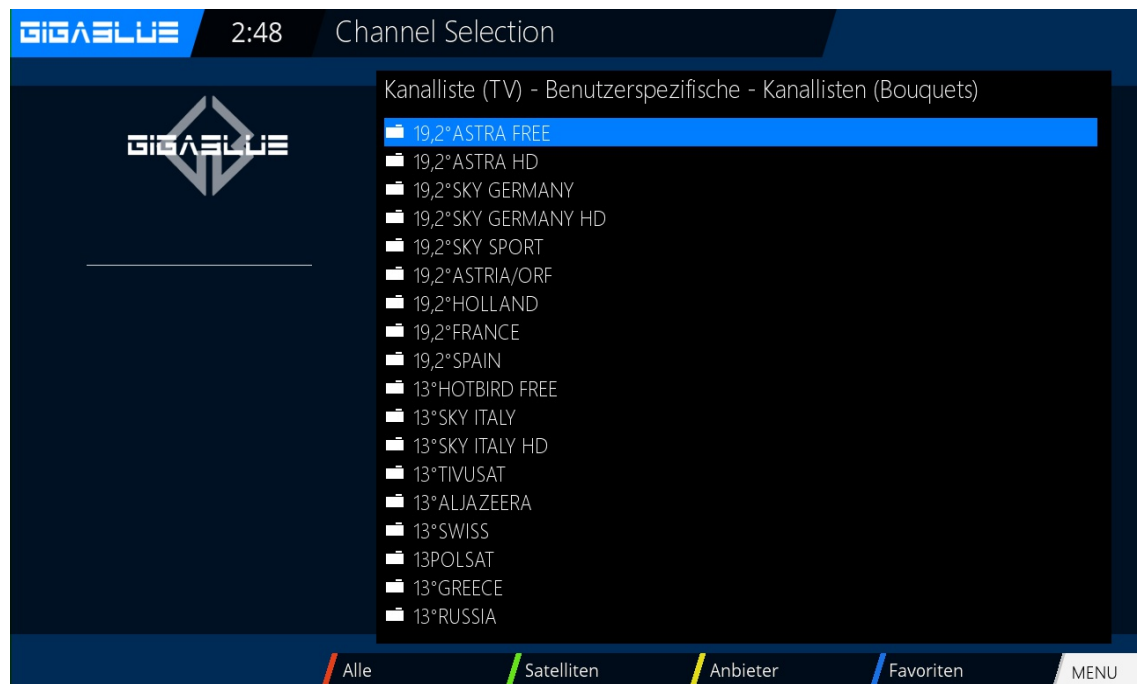 GIGABLUE 2:48 Channel Selection
GIGABLUE
Kanalliste (TV) - Benutzerspezifische - Kanallisten (Bouquets)
19,2°ASTRA FREE
19,2°ASTRA HD
19,2°SKY GERMANY
19,2°SKY GERMANY HD
19,2°SKY SPORT
19,2°ASTRIA/ORF
19,2°HOLLAND
19,2°FRANCE
19,2°SPAIN
13°HOTBIRD FREE
13°SKY ITALY
13°SKY ITALY HD
13°TIVUSAT
13°ALJAZEERA
13°SWISS
13POLSAT
13°GREECE
13°RUSSIA
Alle Satelliten Anbieter Favoriten MENU